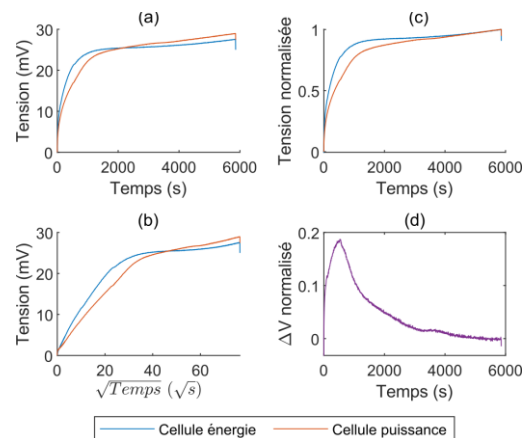 (a)
Tension (mV)
30
20
10
0
0 2000 4000 6000
Temps (s)
(c)
Tension normalisée
1
0.5
0
0 2000 4000 6000
Temps (s)
(b)
Tension (mV)
30
20
10
0
0 20 40 60
√Temps (√s)
(d)
ΔV normalisé
0.2
0.1
0
0 2000 4000 6000
Temps (s)
Cellule énergie Cellule puissance